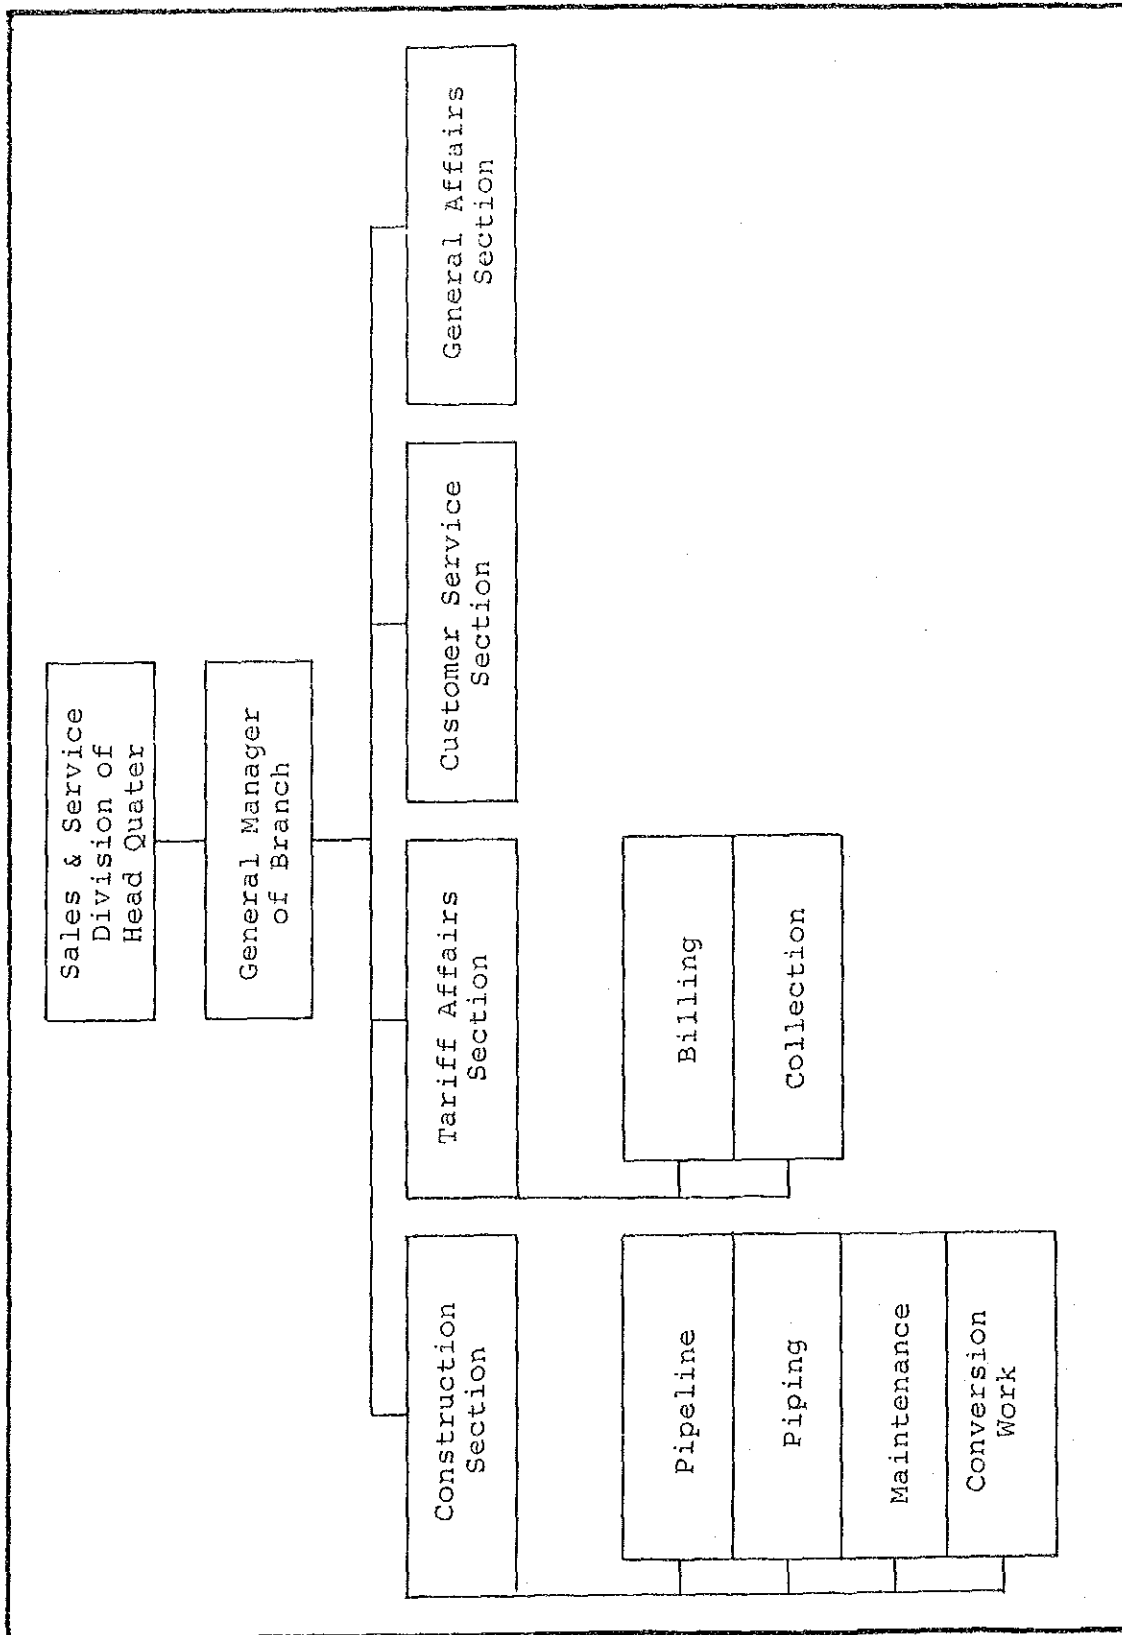 Sales & Service
Division of
Head Quater
General Manager
of Branch
Construction
Section
Tariff Affairs
Section
Customer Service
Section
General Affairs
Section
Pipeline
Piping
Maintenance
Conversion
Work
Billing
Collection